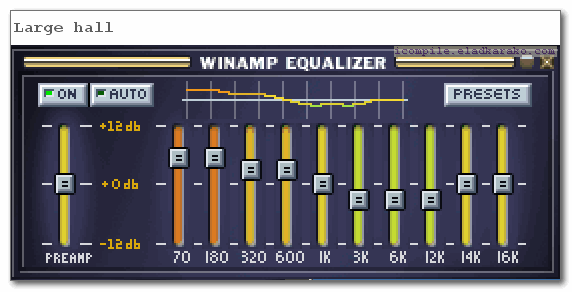 Large hall
icompile.eladkarako.com
WINAMP EQUALIZER
ON AUTO PRESETS
+12db
+0db
-12db
PREAMP 70 180 320 600 1K 3K 6K 12K 14K 16K